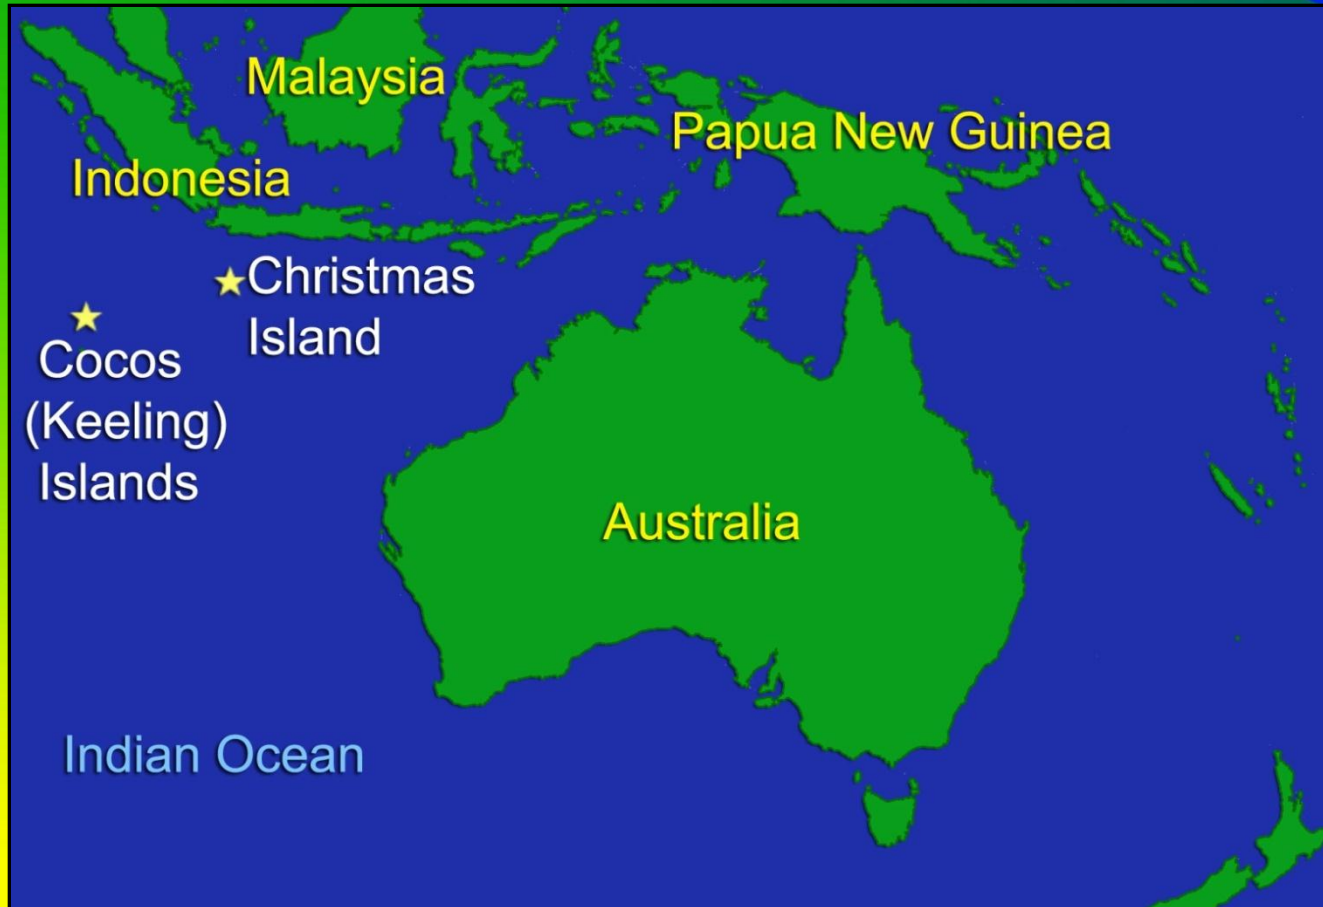 Malaysia
Papua New Guinea
Indonesia
Christmas
Island
Cocos
(Keeling)
Islands
Australia
Indian Ocean